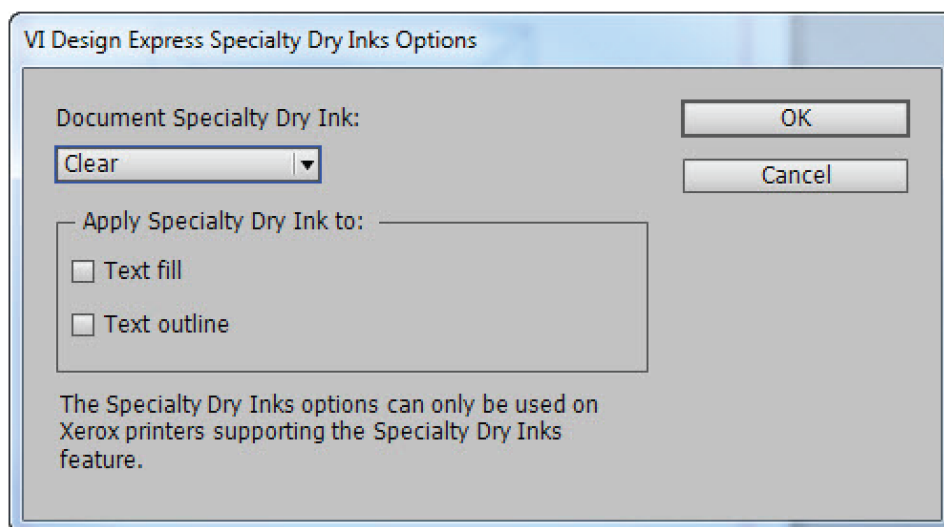 VI Design Express Specialty Dry Inks Options
Document Specialty Dry Ink:
OK
Clear
Cancel
Apply Specialty Dry Ink to:
Text fill
Text outline
The Specialty Dry Inks options can only be used on
Xerox printers supporting the Specialty Dry Inks
feature.